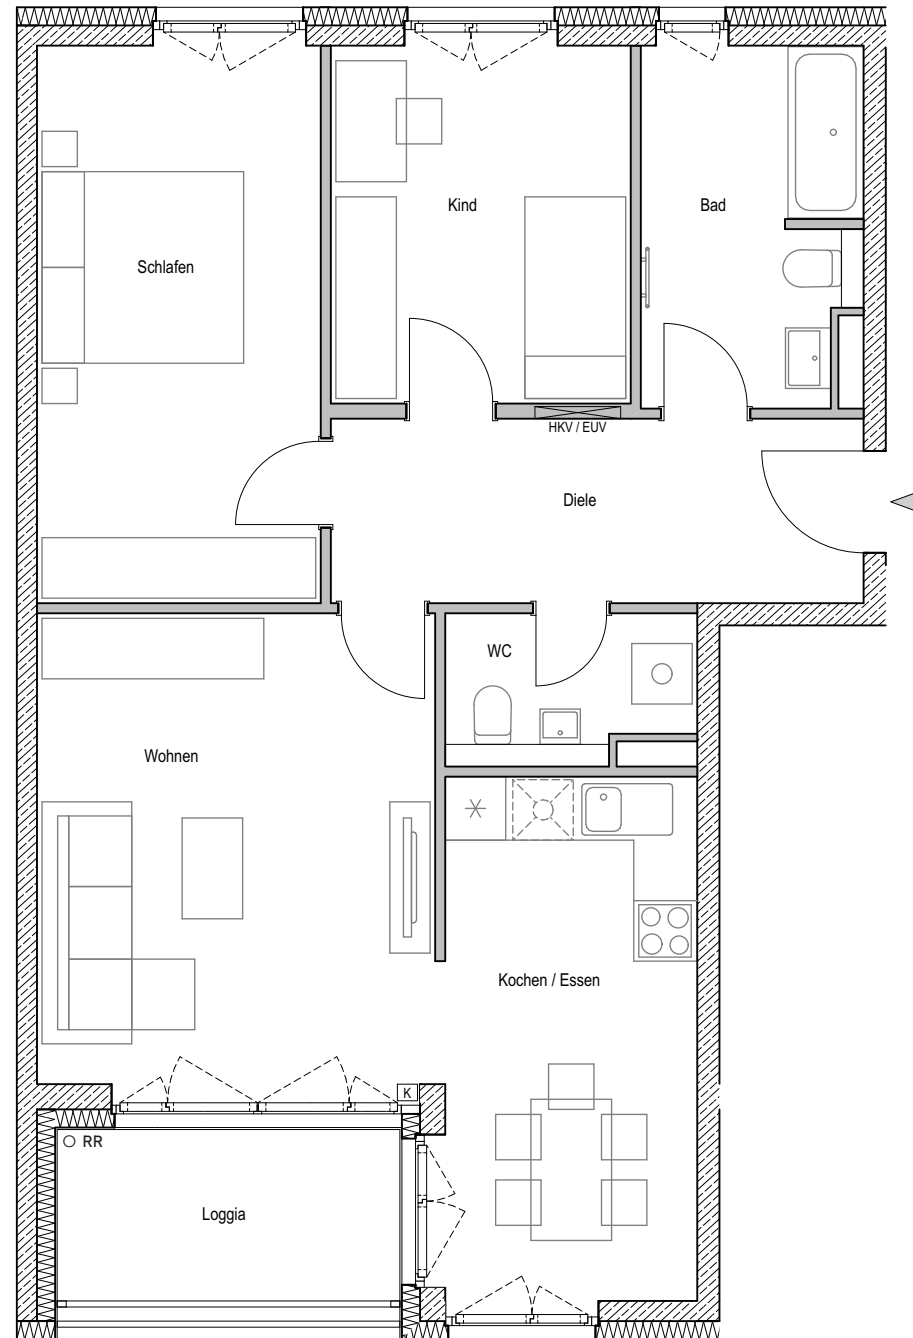 Kind
Bad
Schlafen
HKV / EUV
Diele
WC
Wohnen
Kochen / Essen
K
RR
Loggia